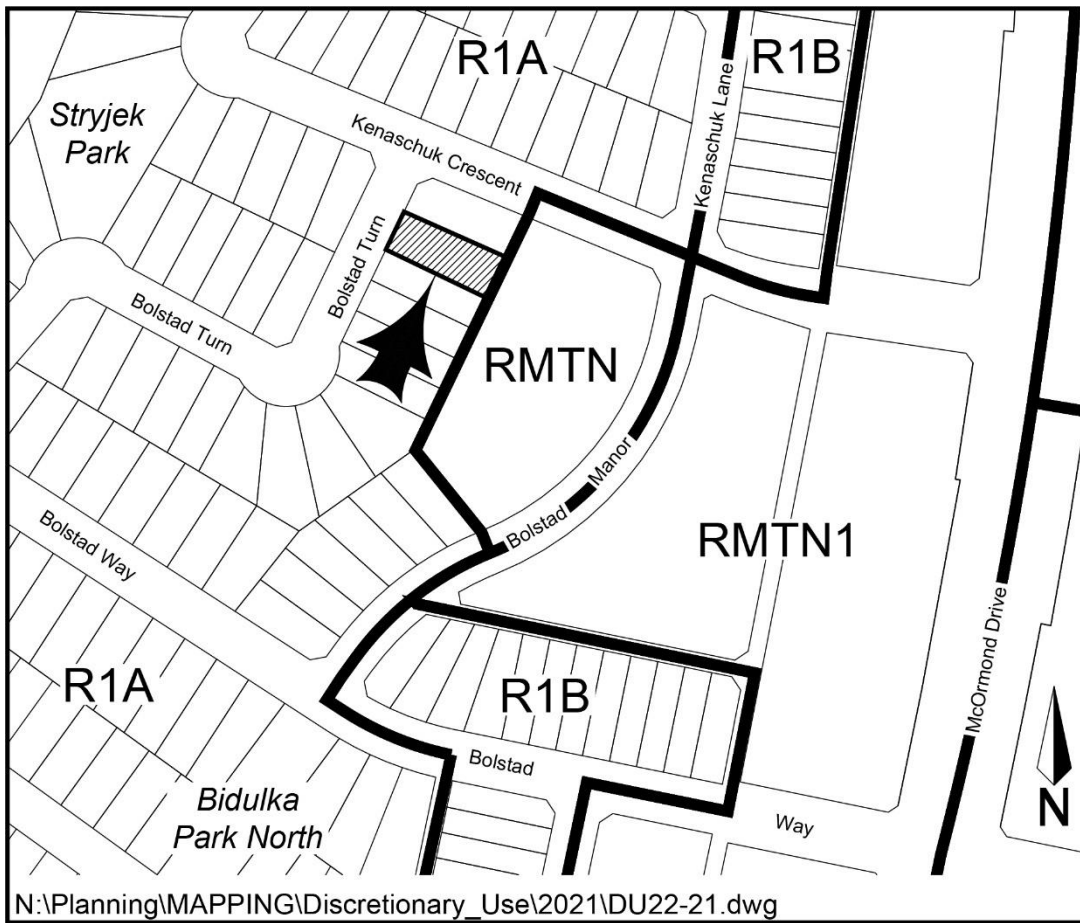 R1A
R1B
Stryjek
Park
Kenaschuk Crescent
Kenaschuk Lane
Bolstad Turn
Bolstad Turn
RMTN
Bolstad Manor
RMTN1
Bolstad Way
McOrmond Drive
R1A
R1B
Bolstad Way
Bidulka
Park North
N
N:\Planning\MAPPING\Discretionary_Use\2021\DU22-21.dwg